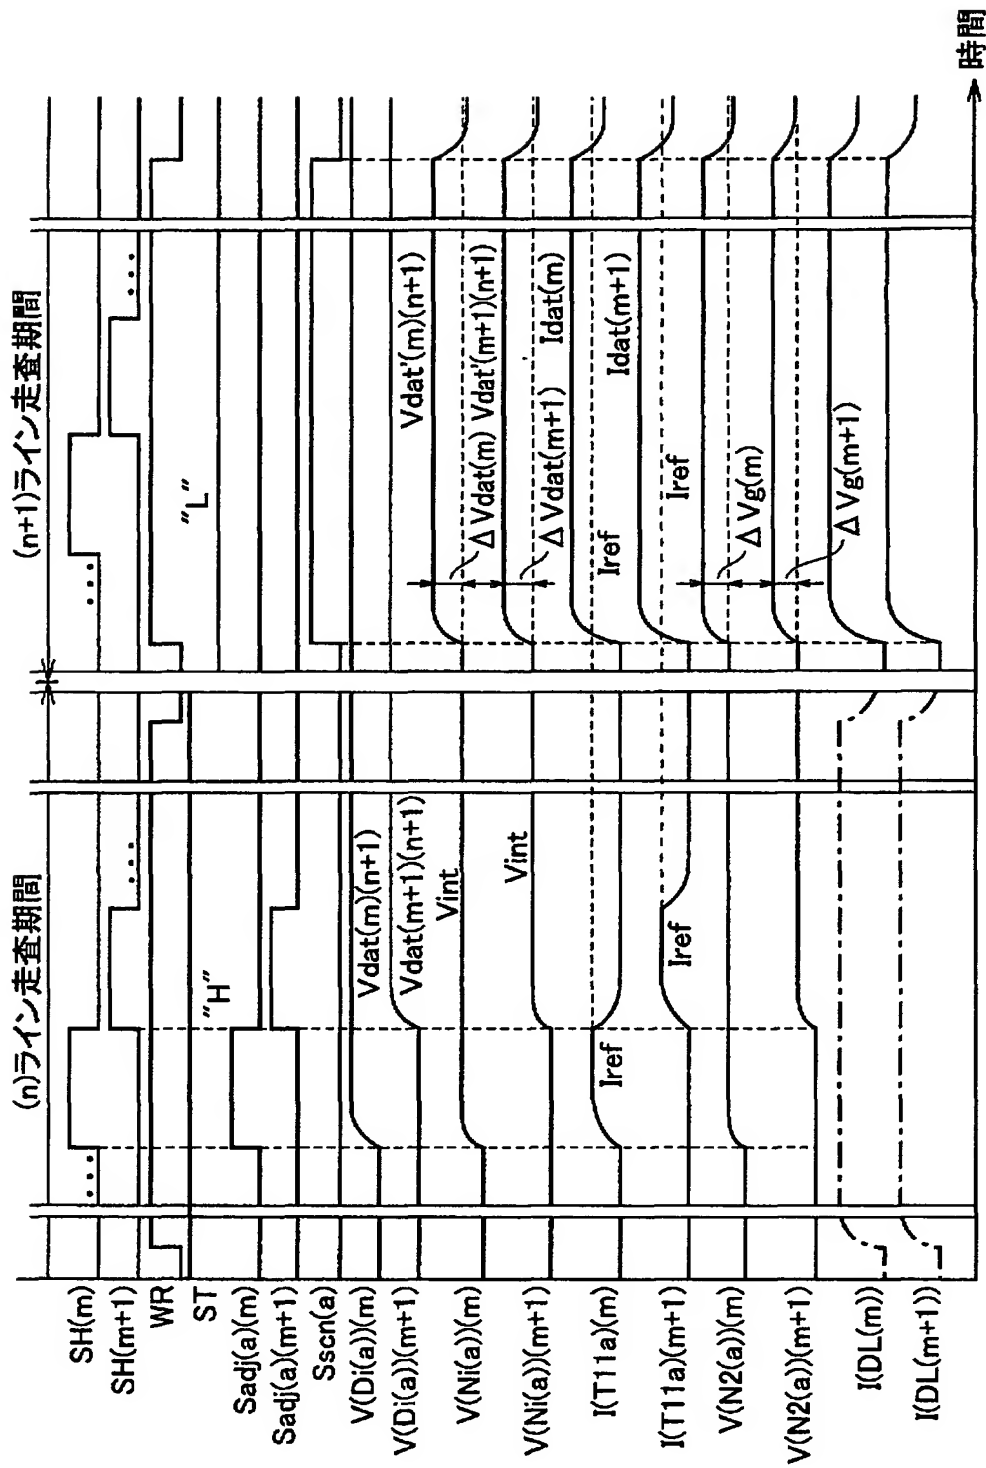 (n)ライン走査期間
(n+1)ライン走査期間
SH(m)
SH(m+1)
WR
ST
"H"
"L"
Sadj(a)(m)
Sadj(a)(m+1)
Sscn(a)
V(Di(a))(m)
Vdat(m)(n+1)
V(Di(a))(m+1)
Vdat(m+1)(n+1)
Vdat'(m)(n+1)
V(Ni(a))(m)
Vint
ΔVdat(m)
Vdat'(m+1)(n+1)
V(Ni(a))(m+1)
Vint
ΔVdat(m+1)
Idat(m)
I(T11a)(m)
Iref
Iref
Idat(m+1)
I(T11a)(m+1)
Iref
Iref
V(N2(a))(m)
ΔVg(m)
V(N2(a))(m+1)
ΔVg(m+1)
I(DL(m))
I(DL(m+1))
時間